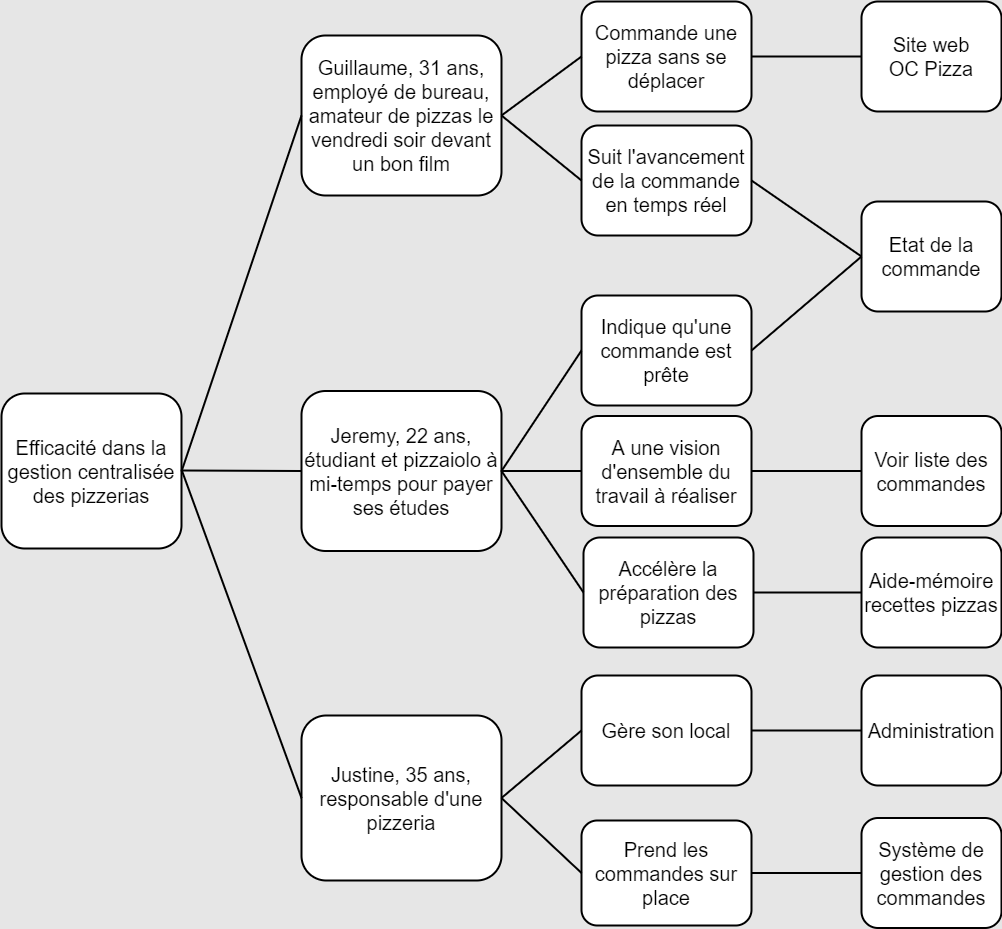 Efficacité dans la
gestion centralisée
des pizzerias
Guillaume, 31 ans,
employé de bureau,
amateur de pizzas le
vendredi soir devant
un bon film
Commande une
pizza sans se
déplacer
Site web
OC Pizza
Suit l'avancement
de la commande
en temps réel
Etat de la
commande
Jeremy, 22 ans,
étudiant et pizzaiolo à
mi-temps pour payer
ses études
Indique qu'une
commande est
prête
A une vision
d'ensemble du
travail à réaliser
Voir liste des
commandes
Accélère la
préparation des
pizzas
Aide-mémoire
recettes pizzas
Justine, 35 ans,
responsable d'une
pizzeria
Gère son local
Administration
Prend les
commandes sur
place
Système de
gestion des
commandes